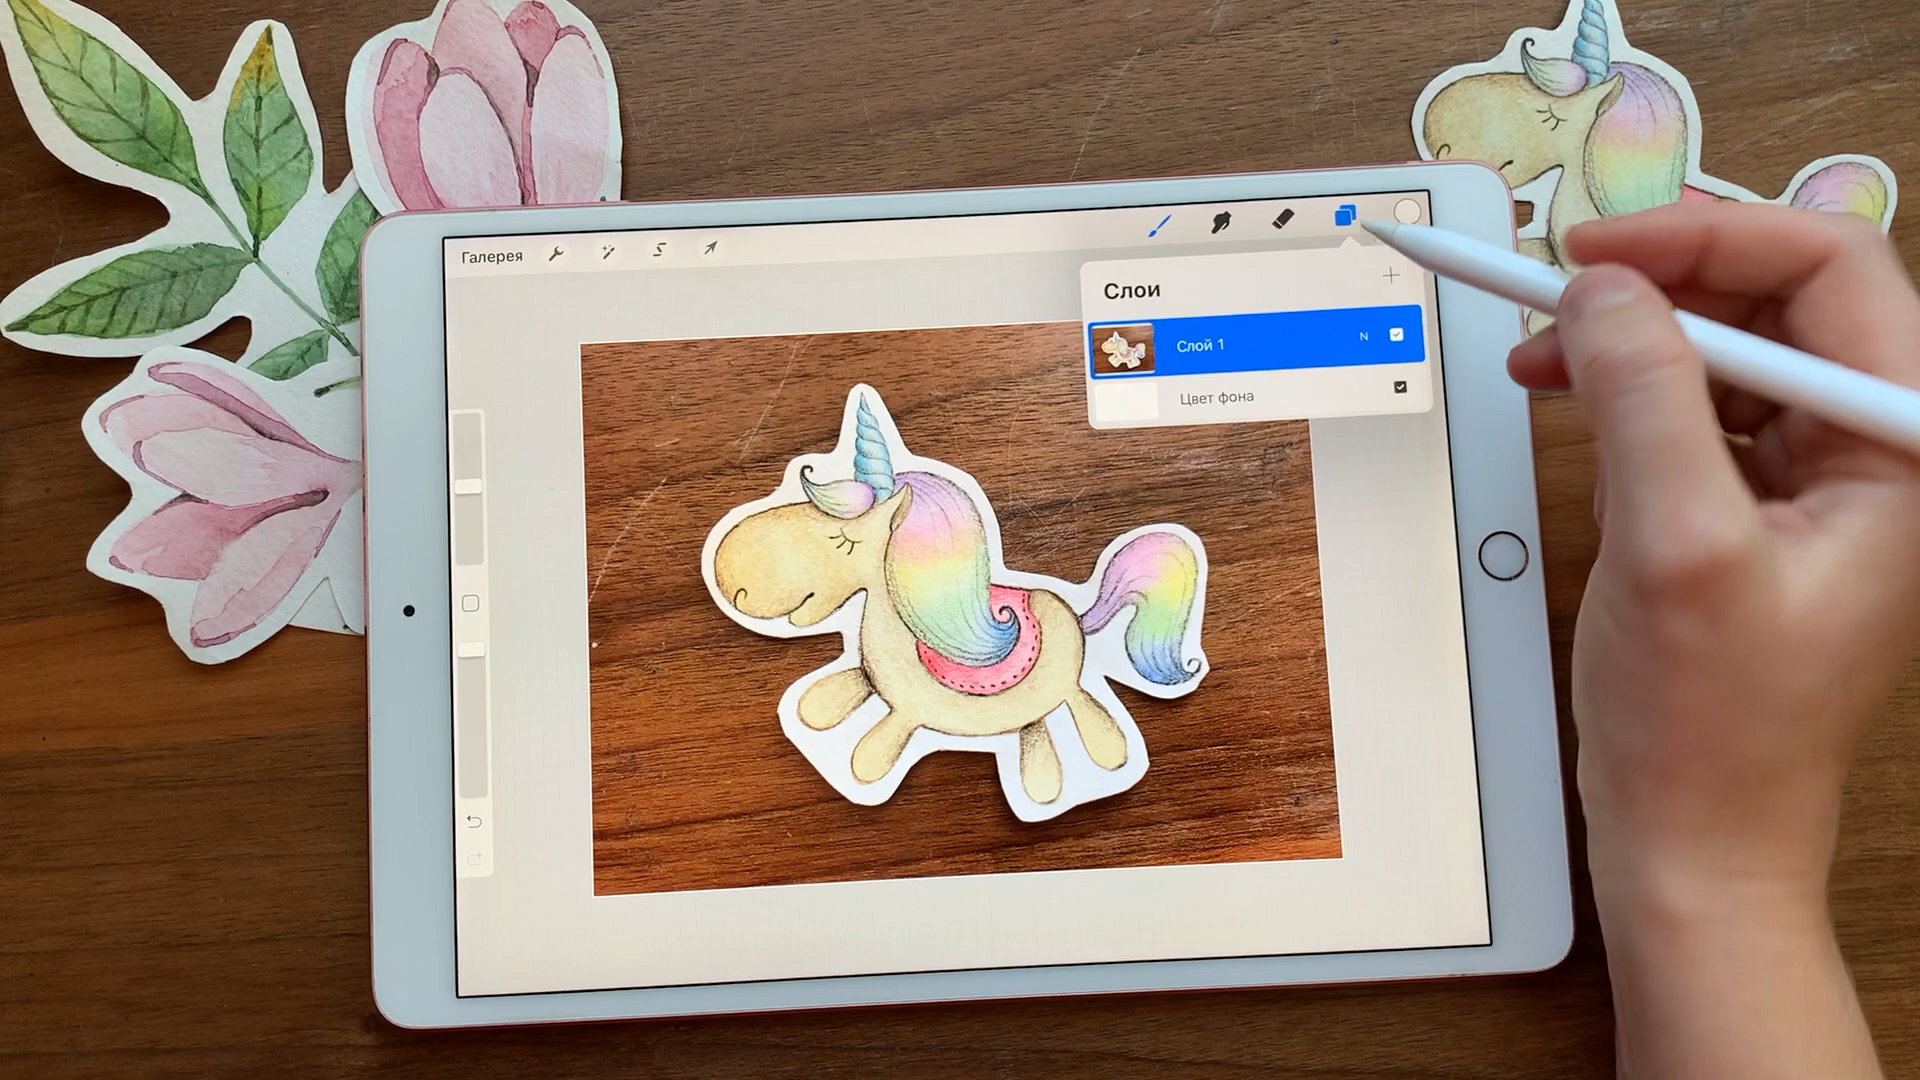 Галерея
Слои
Слой 1
N
Цвет фона